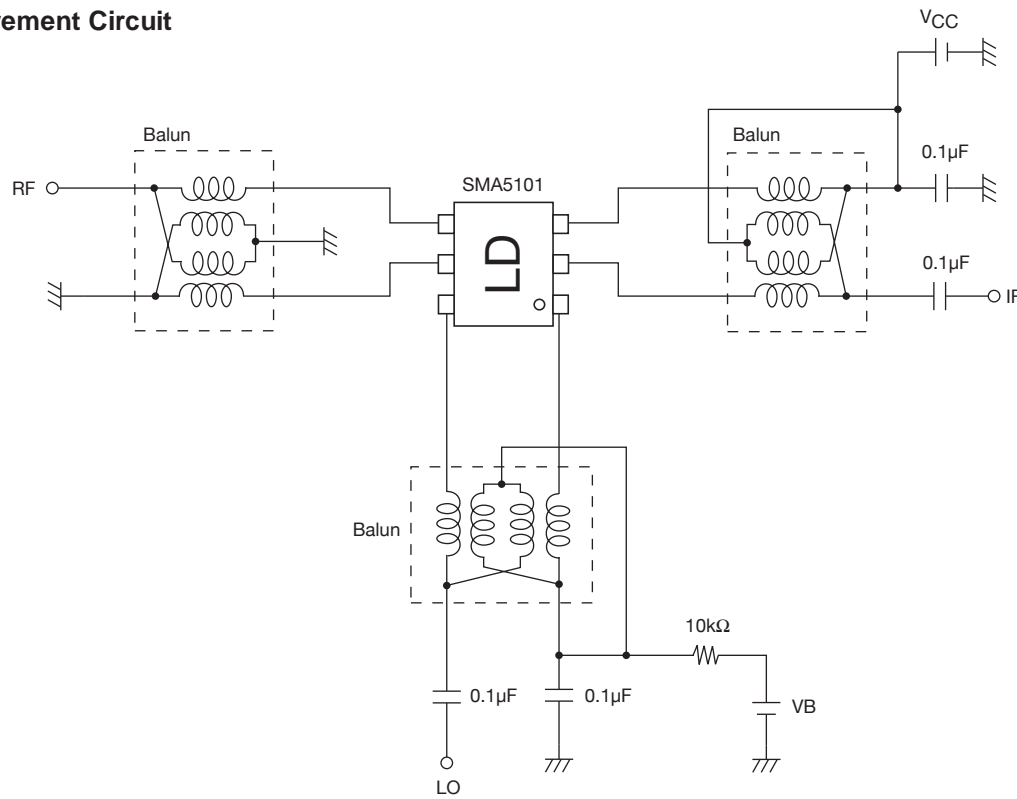 vement Circuit
VCC
Balun
Balun
0.1µF
RF
SMA5101
LD
0.1µF
IF
Balun
10kΩ
0.1µF
0.1µF
VB
LO